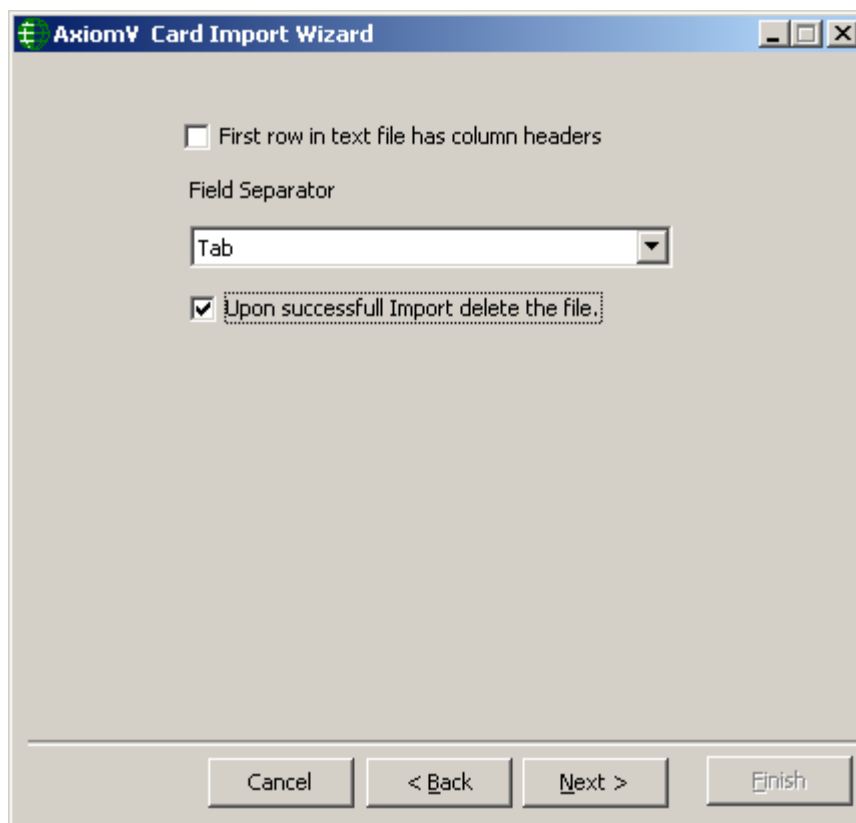 AxiomV Card Import Wizard
First row in text file has column headers
Field Separator
Tab
Upon successfull Import delete the file.
Cancel
< Back
Next >
Finish